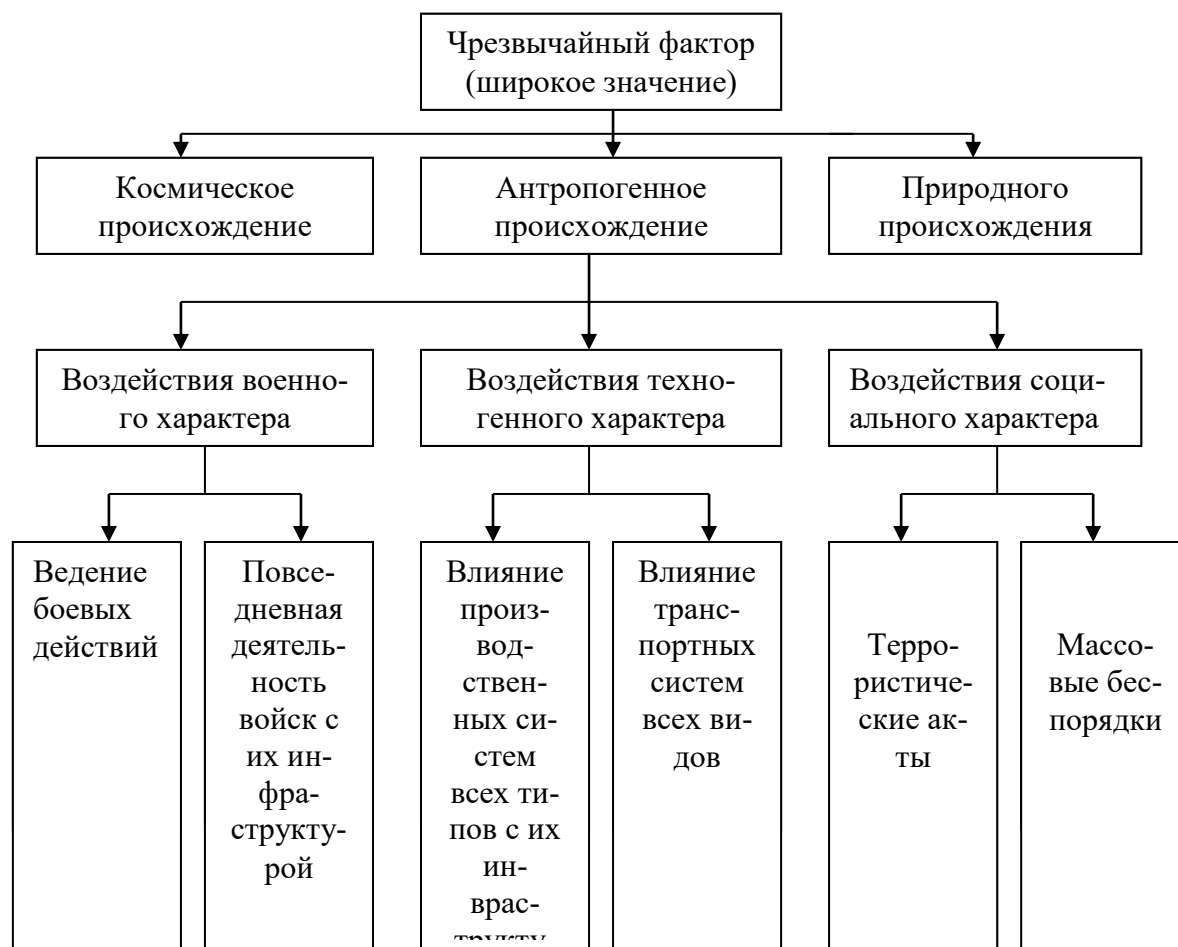 Чрезвычайный фактор
(широкое значение)
Космическое
происхождение
Антропогенное
происхождение
Природного
происхождения
Воздействия военно-
го характера
Воздействия техно-
генного характера
Воздействия соци-
ального характера
Ведение
боевых
действий
Повсе-
дневная
деятель-
ность
войск с
их ин-
фра-
структу-
рой
Влияние
произ-
вод-
ствен-
ных си-
стем
всех ти-
пов с их
ин-
врас-
трукту
Влияние
транс-
портных
систем
всех ви-
дов
Терро-
ристиче-
ские ак-
ты
Массо-
вые бес-
порядки